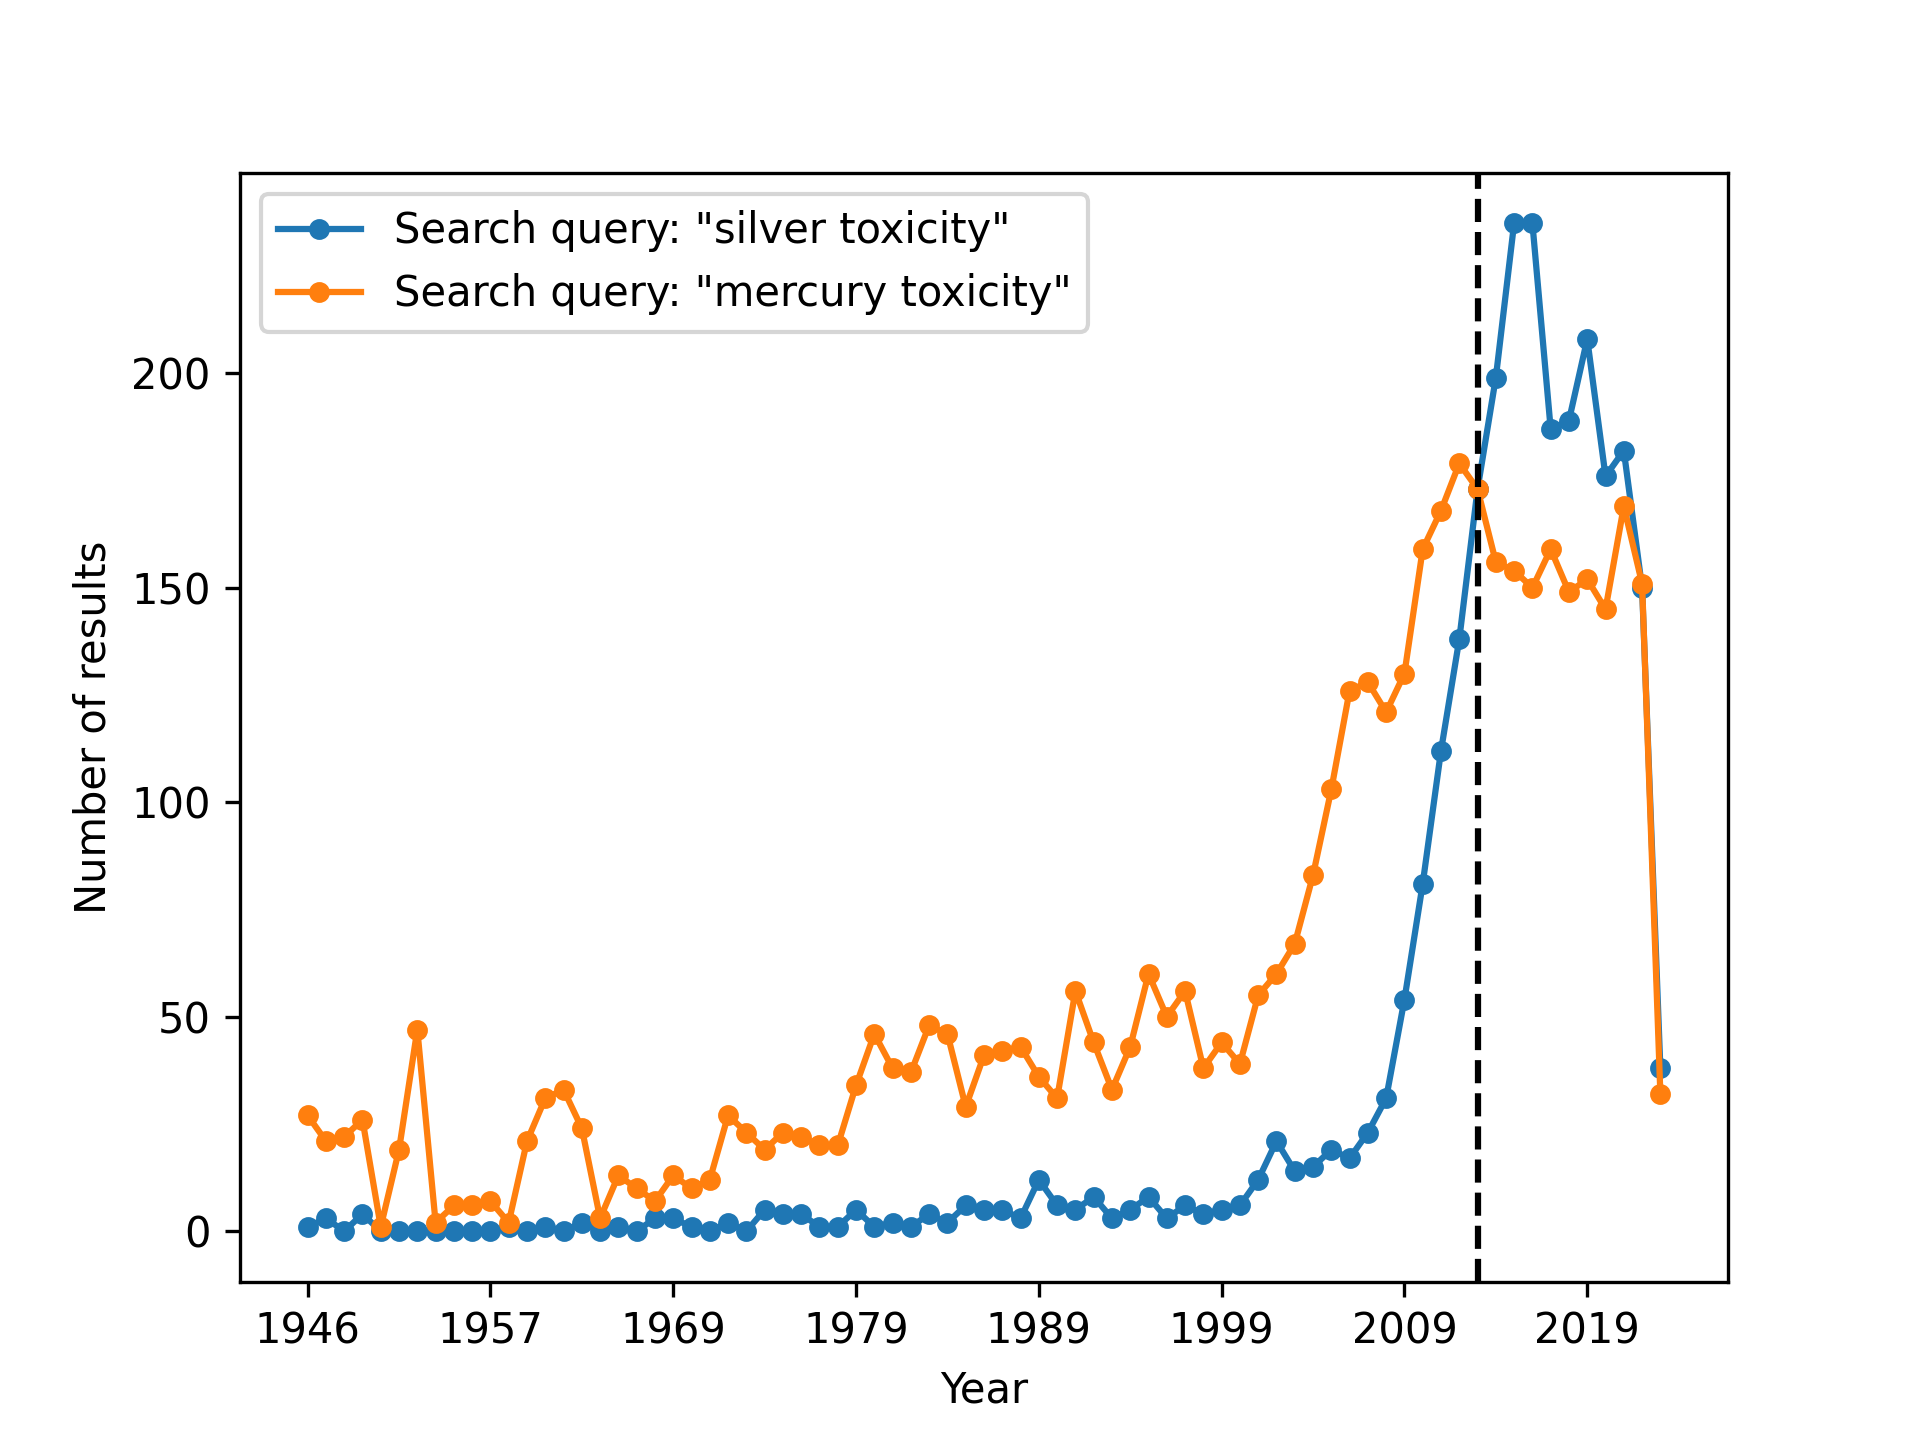 Search query: "silver toxicity"
Search query: "mercury toxicity"
Number of results
200
150
100
50
0
1946 1957 1969 1979 1989 1999 2009 2019
Year